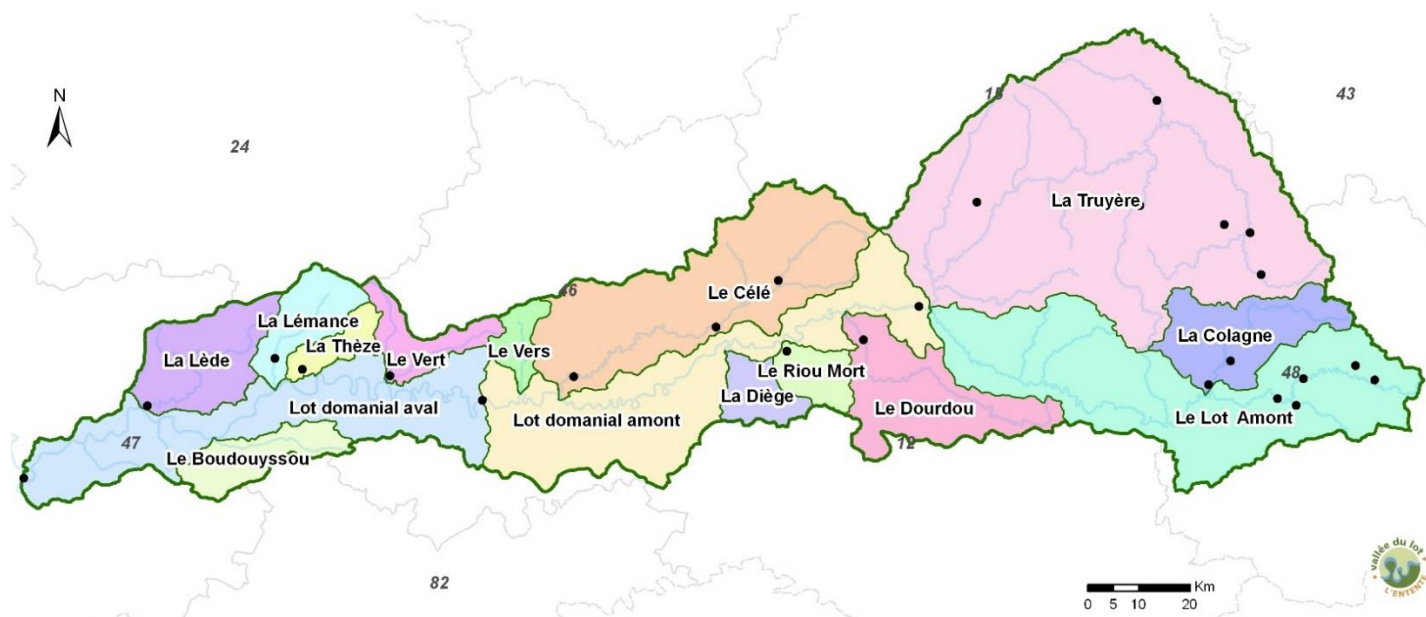 N
24
15
43
La Truyère
46
Le Célé
La Lémance
La Thèze
La Lède
Le Vert
Le Vers
La Colagne
Le Riou Mort
La Diège
48
Lot domanial aval
Lot domanial amont
Le Dourdou
Le Lot Amont
47
12
Le Boudouyssou
82
Km
0 5 10 20
vallée du lot
L'ENTENTE